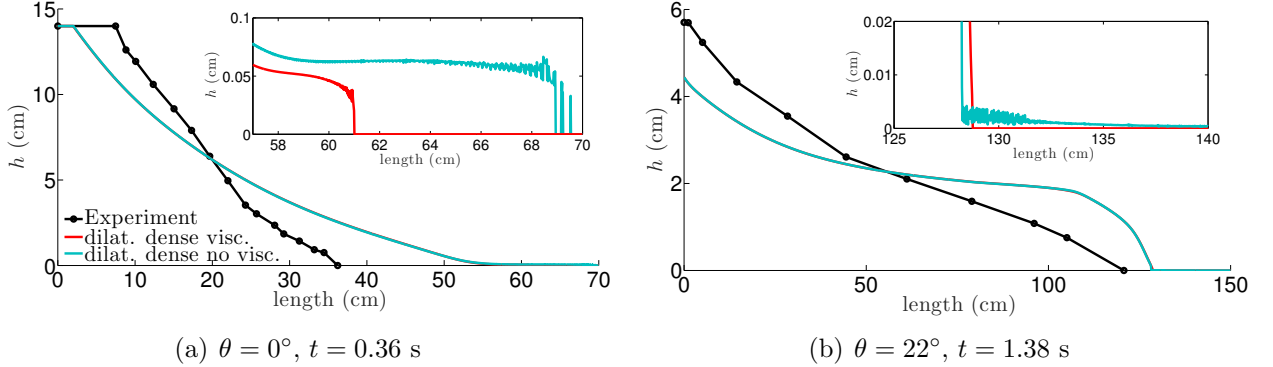 15
10
5
0
h (cm)
0 10 20 30 40 50 60 70
length (cm)
Experiment
dilat. dense visc.
dilat. dense no visc.
0.1
0.05
0
h (cm)
58 60 62 64 66 68 70
length (cm)
(a) θ = 0°, t = 0.36 s
6
4
2
0
h (cm)
0 50 100 150
length (cm)
0.02
0.01
0
h (cm)
125 130 135 140
length (cm)
(b) θ = 22°, t = 1.38 s